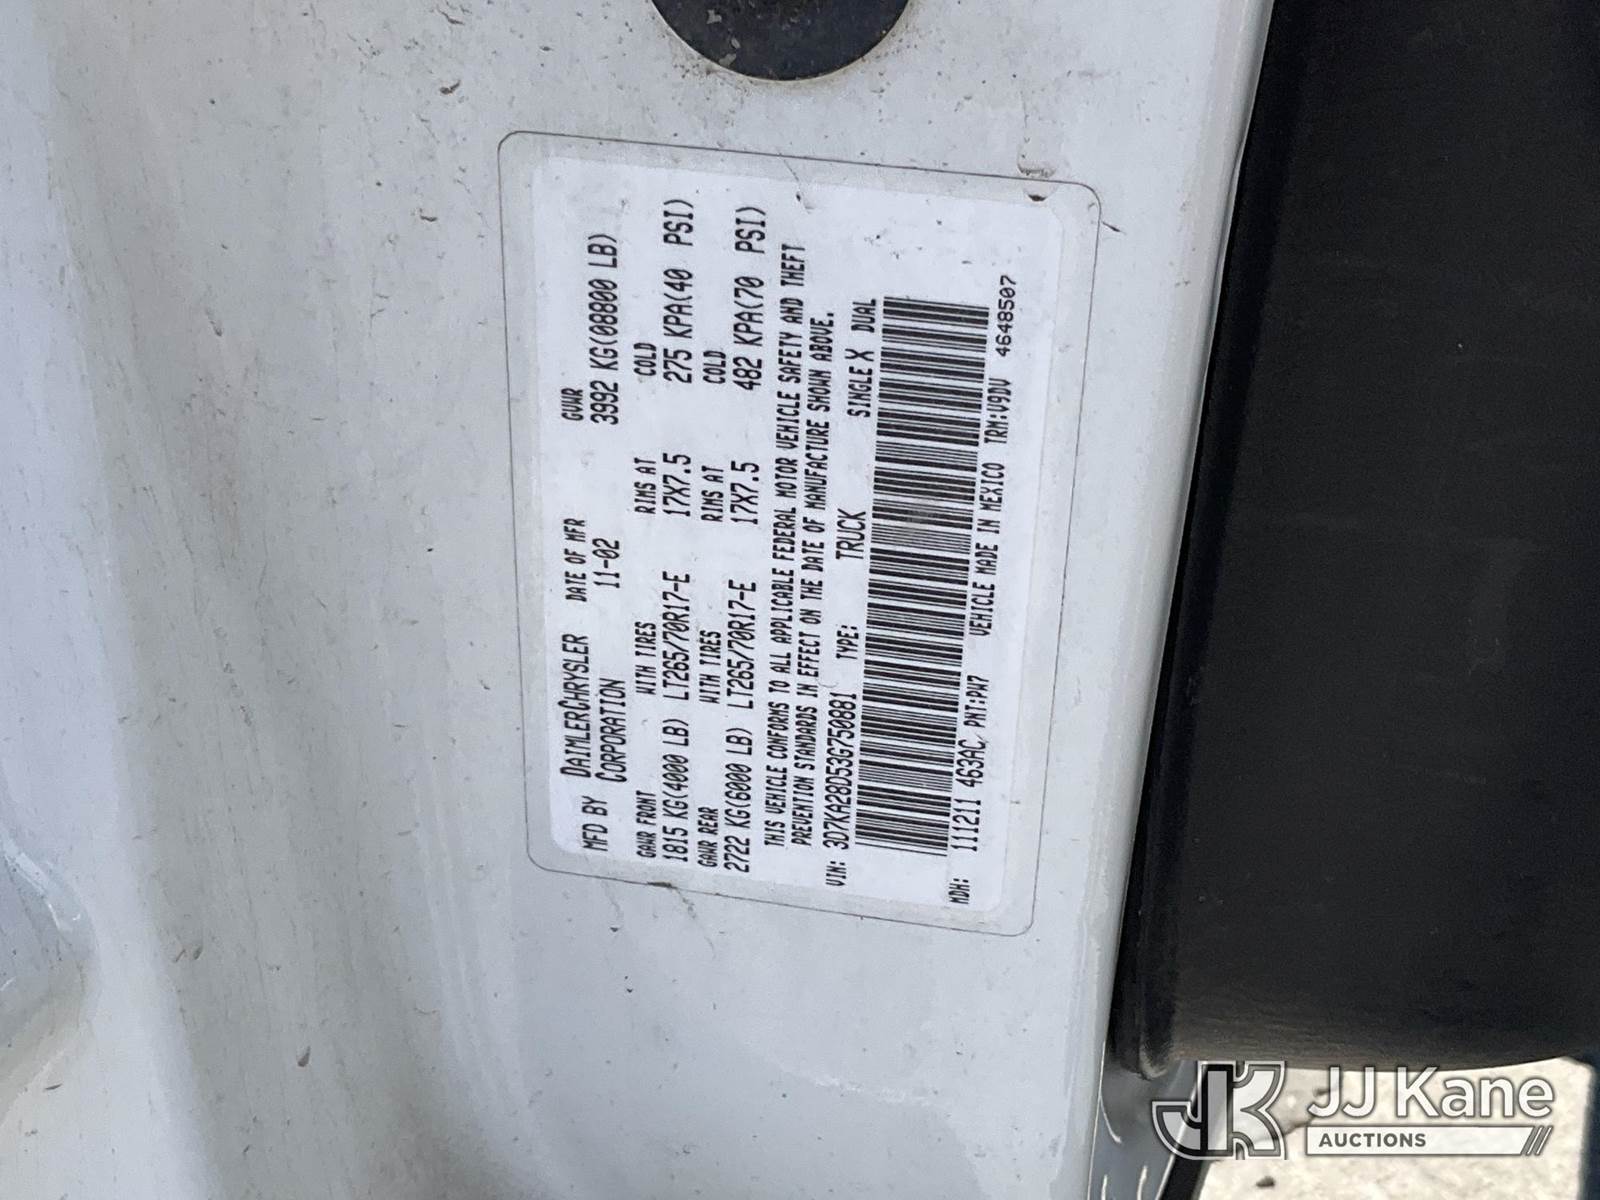 MFD BY DAIMLERCHRYSLER DATE OF MFR GVWR
CORPORATION 11-02 3992 KG(08800 LB)
GAWR FRONT WITH TIRES RIMS AT COLD
1815 KG(4000 LB) LT265/70R17-E 17X7.5 275 KPA(40 PSI)
GAWR REAR WITH TIRES RIMS AT COLD
2722 KG(6000 LB) LT265/70R17-E 17X7.5 482 KPA(70 PSI)
THIS VEHICLE CONFORMS TO ALL APPLICABLE FEDERAL MOTOR VEHICLE SAFETY AND THEFT
PREVENTION STANDARDS IN EFFECT ON THE DATE OF MANUFACTURE SHOWN ABOVE.
VIN: 3D7KA28D53G750881 TYPE: TRUCK SINGLE X DUAL
MDH: 111211 463AC PNT:PW7 VEHICLE MADE IN MEXICO TRM:V9DV 4648507
JK JJ Kane
AUCTIONS